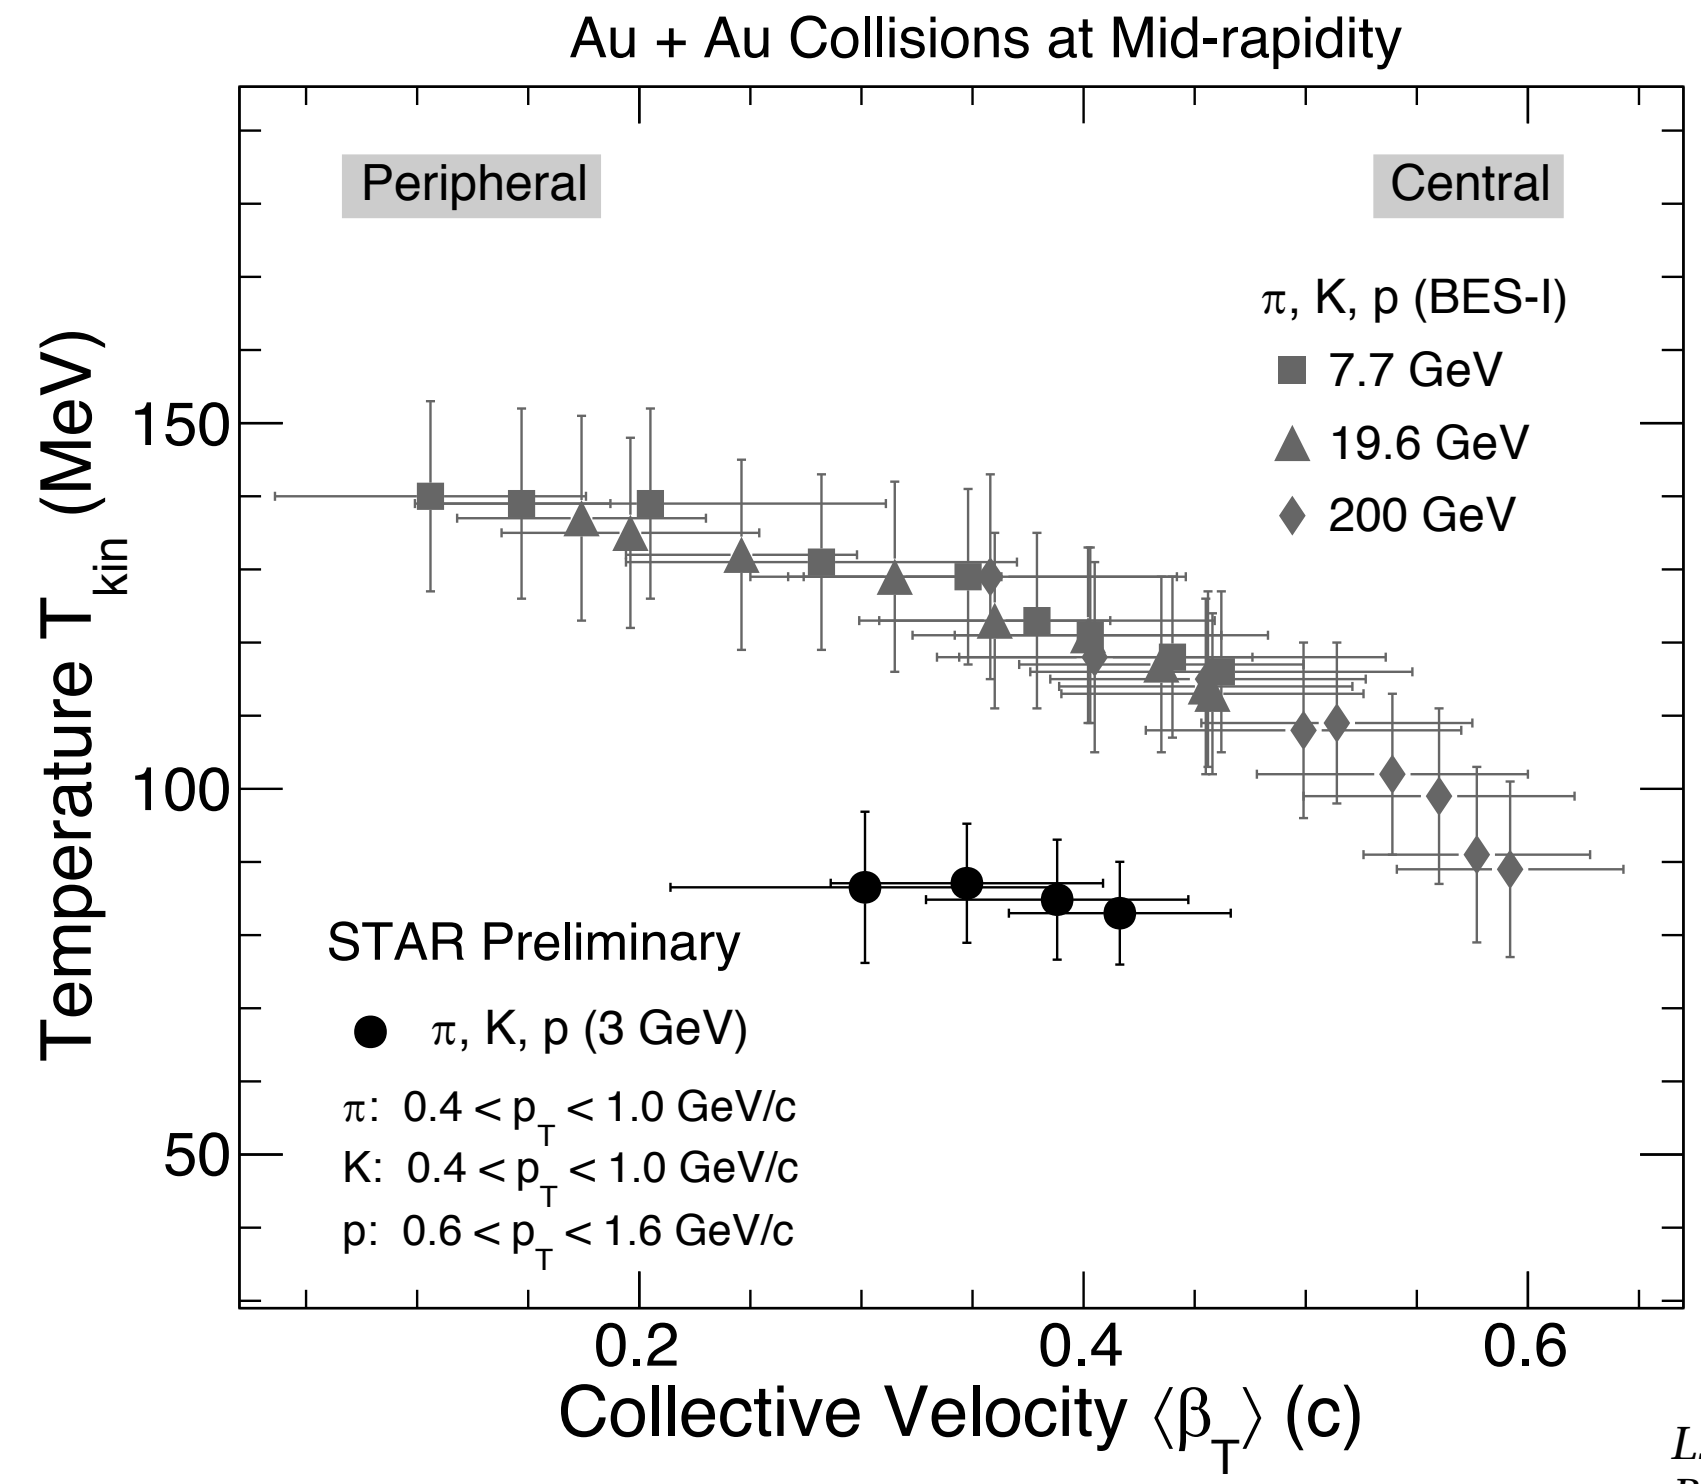 Au + Au Collisions at Mid-rapidity
Peripheral
Central
π, K, p (BES-I)
7.7 GeV
19.6 GeV
200 GeV
Temperature T_kin (MeV)
150
100
50
STAR Preliminary
π, K, p (3 GeV)
π: 0.4 < p_T < 1.0 GeV/c
K: 0.4 < p_T < 1.0 GeV/c
p: 0.6 < p_T < 1.6 GeV/c
0.2 0.4 0.6
Collective Velocity ⟨β_T⟩ (c)